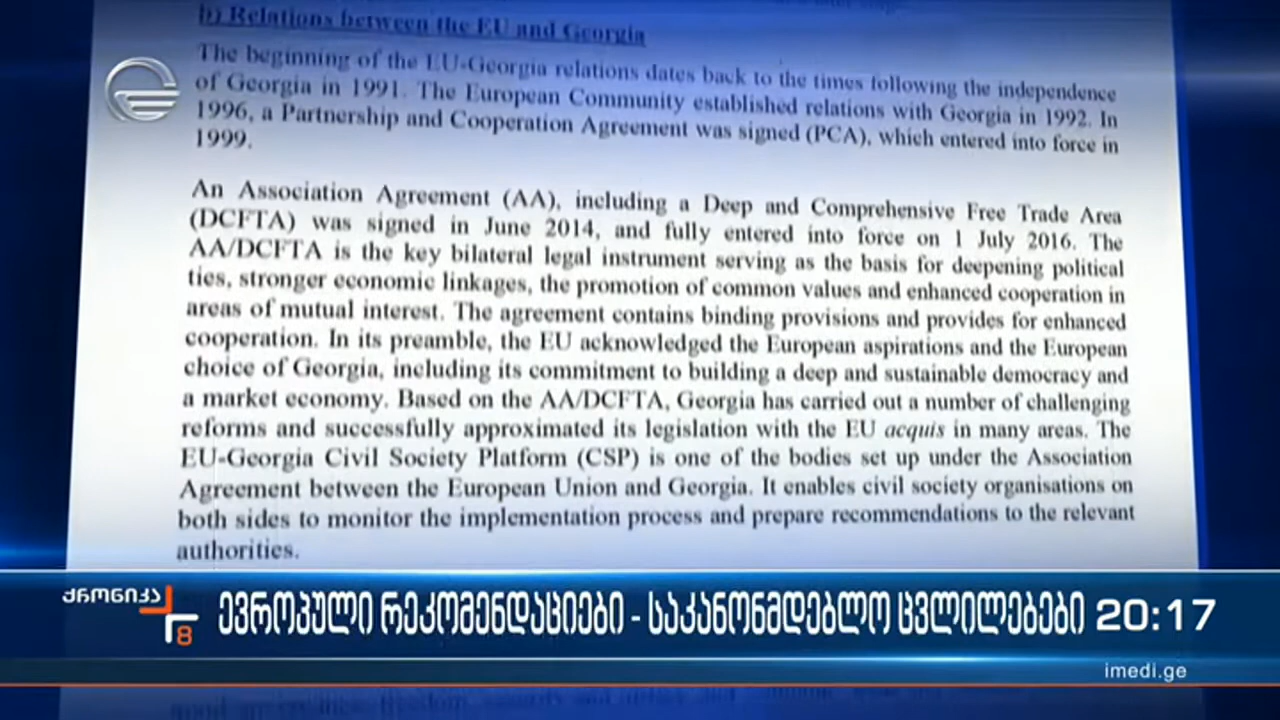 b) Relations between the EU and Georgia
The beginning of the EU-Georgia relations dates back to the times following the independence
of Georgia in 1991. The European Community established relations with Georgia in 1992. In
1996, a Partnership and Cooperation Agreement was signed (PCA), which entered into force in
1999.
An Association Agreement (AA), including a Deep and Comprehensive Free Trade Area
(DCFTA) was signed in June 2014, and fully entered into force on 1 July 2016. The
AA/DCFTA is the key bilateral legal instrument serving as the basis for deepening political
ties, stronger economic linkages, the promotion of common values and enhanced cooperation in
areas of mutual interest. The agreement contains binding provisions and provides for enhanced
cooperation. In its preamble, the EU acknowledged the European aspirations and the European
choice of Georgia, including its commitment to building a deep and sustainable democracy and
a market economy. Based on the AA/DCFTA, Georgia has carried out a number of challenging
reforms and successfully approximated its legislation with the EU acquis in many areas. The
EU-Georgia Civil Society Platform (CSP) is one of the bodies set up under the Association
Agreement between the European Union and Georgia. It enables civil society organisations on
both sides to monitor the implementation process and prepare recommendations to the relevant
authorities.
ქრონიკა
8
ევროპული რეკომენდაციები - საკანონმდებლო ცვლილებები 20:17
imedi.ge